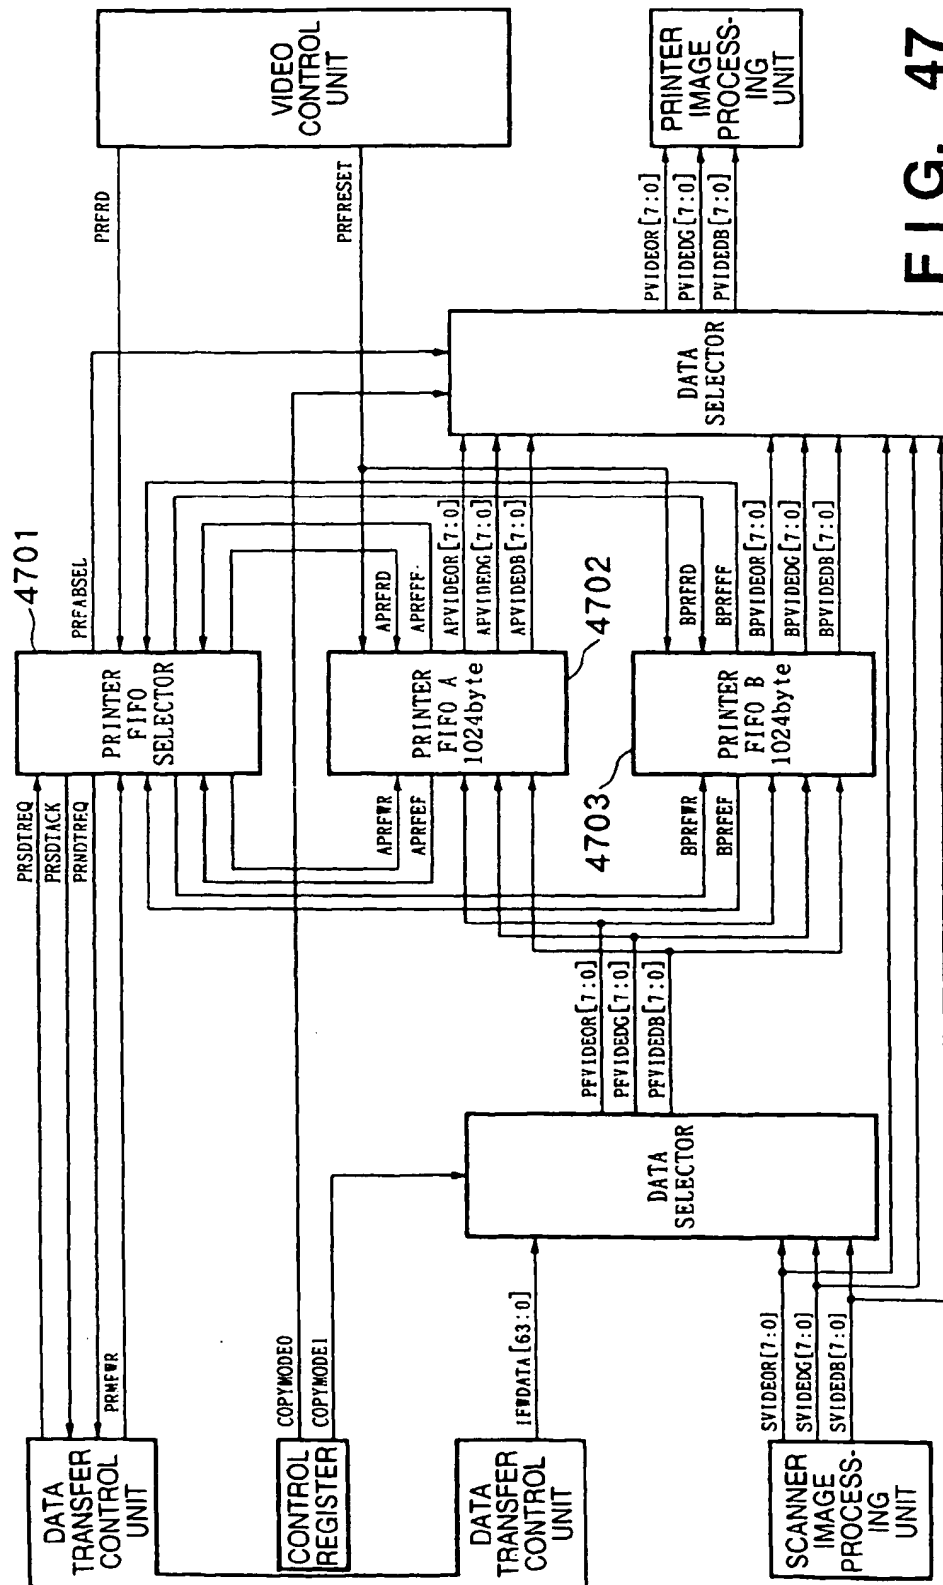 FIG. 47
DATA
TRANSFER
CONTROL
UNIT
PRSDTREQ
PRSDTACK
PRNDTREQ
PRMFWR
4701
PRINTER
FIFO
SELECTOR
PRFABSEL
PRFRD
PRFRESET
VIDEO
CONTROL
UNIT
CONTROL
REGISTER
COPYMODE0
COPYMODE1
APRFWR
APRFEF
PRINTER
FIFO A
1024byte
4702
APRFRD
APRFFF
APVIDEOR[7:0]
APVIDEDG[7:0]
APVIDEDB[7:0]
DATA
TRANSFER
CONTROL
UNIT
IFWDATA[63:0]
DATA
SELECTOR
PFVIDEOR[7:0]
PFVIDEDG[7:0]
PFVIDEDB[7:0]
4703
BPRFWR
BPRFEF
PRINTER
FIFO B
1024byte
BPRFRD
BPRFFF
BPVIDEOR[7:0]
BPVIDEDG[7:0]
BPVIDEDB[7:0]
DATA
SELECTOR
PVIDEOR[7:0]
PVIDEDG[7:0]
PVIDEDB[7:0]
PRINTER
IMAGE
PROCESS-
ING
UNIT
SCANNER
IMAGE
PROCESS-
ING
UNIT
SVIDEOR[7:0]
SVIDEDG[7:0]
SVIDEDB[7:0]